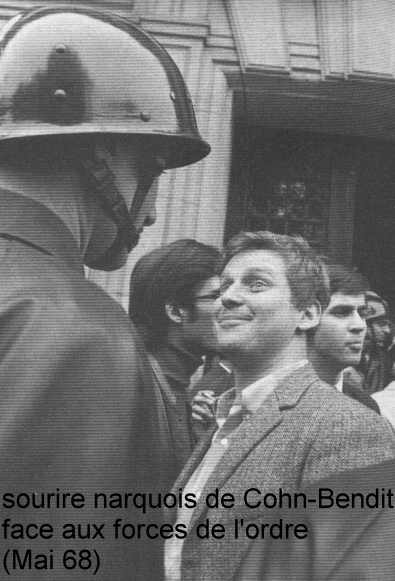 sourire narquois de Cohn-Bendit
face aux forces de l'ordre
(Mai 68)